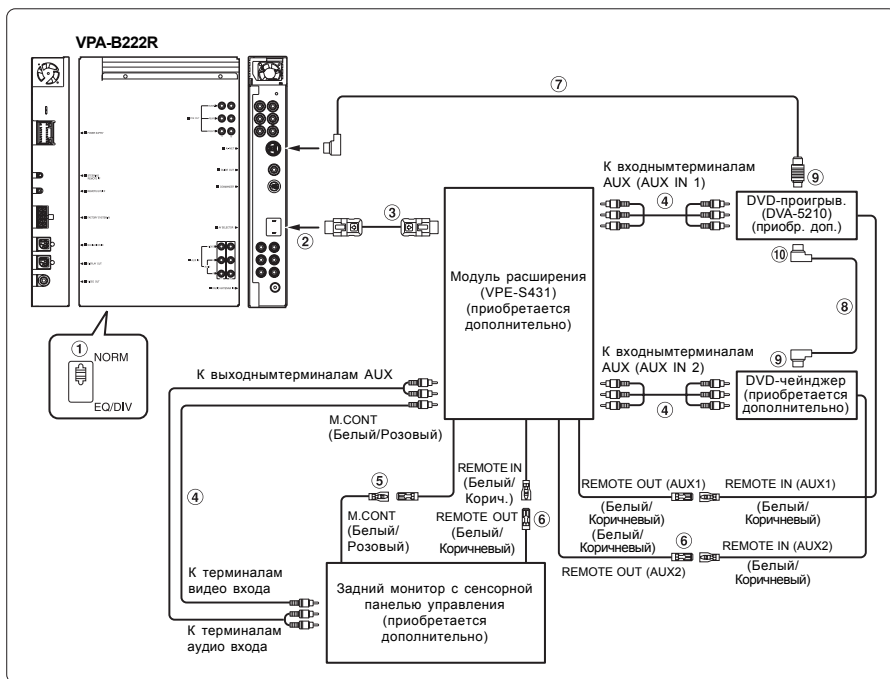 VPA-B222R
⑦
К входнымтерминалам
AUX (AUX IN 1)
④
⑨
DVD-проигрыв.
(DVA-5210)
(приобр. доп.)
③
②
⑩
Модуль расширения
(VPE-S431)
(приобретается
дополнительно)
⑧
①
NORM
EQ/DIV
К входнымтерминалам
AUX (AUX IN 2)
④
⑨
DVD-чейнджер
(приобретается
дополнительно)
К выходнымтерминалам AUX
M.CONT
(Белый/Розовый)
④
⑤
REMOTE IN
(Белый/
Корич.)
M.CONT
(Белый/
Розовый)
REMOTE OUT
(Белый/
Коричневый)
⑥
REMOTE OUT (AUX1)
(Белый/
Коричневый)
REMOTE IN (AUX1)
(Белый/
Коричневый)
(Белый/
Коричневый)
⑥
REMOTE OUT (AUX2)
REMOTE IN (AUX2)
(Белый/
Коричневый)
К терминалам
видео входа
К терминалам
аудио входа
Задний монитор с сенсорной
панелью управления
(приобретается
дополнительно)